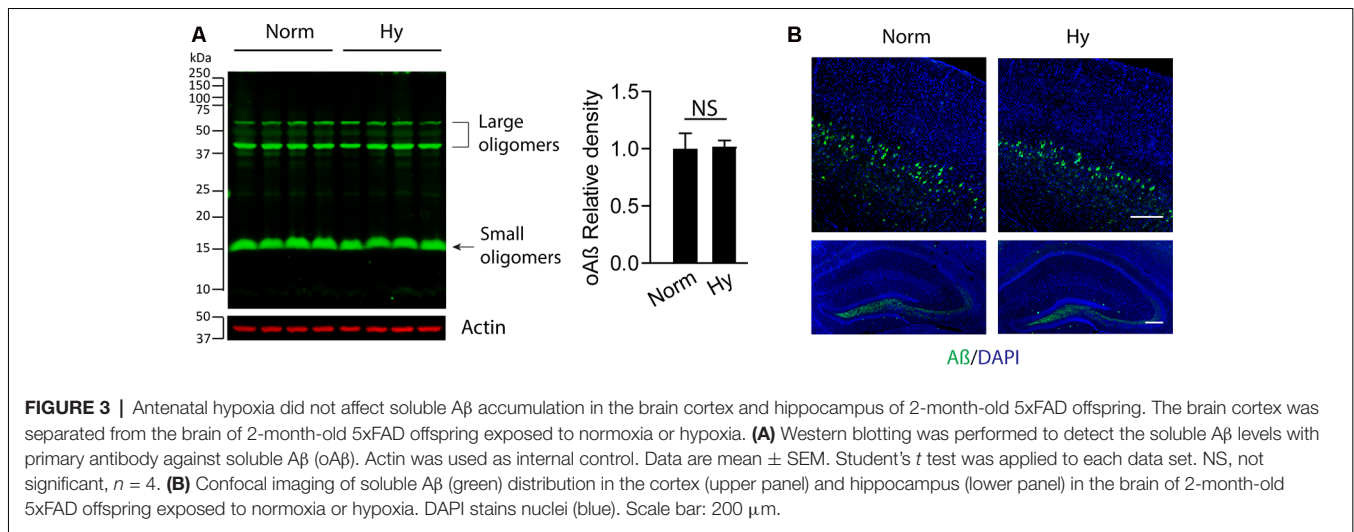 A
Norm
Hy
kDa
250
150
100
75
50
37
25
20
15
10
50
37
Large
oligomers
Small
oligomers
Actin
1.5
1.0
0.5
0.0
oAß Relative density
NS
Norm
Hy
B
Norm
Hy
Aß/DAPI
FIGURE 3 | Antenatal hypoxia did not affect soluble Aβ accumulation in the brain cortex and hippocampus of 2-month-old 5xFAD offspring. The brain cortex was
separated from the brain of 2-month-old 5xFAD offspring exposed to normoxia or hypoxia. (A) Western blotting was performed to detect the soluble Aβ levels with
primary antibody against soluble Aβ (oAβ). Actin was used as internal control. Data are mean ± SEM. Student's t test was applied to each data set. NS, not
significant, n = 4. (B) Confocal imaging of soluble Aβ (green) distribution in the cortex (upper panel) and hippocampus (lower panel) in the brain of 2-month-old
5xFAD offspring exposed to normoxia or hypoxia. DAPI stains nuclei (blue). Scale bar: 200 μm.